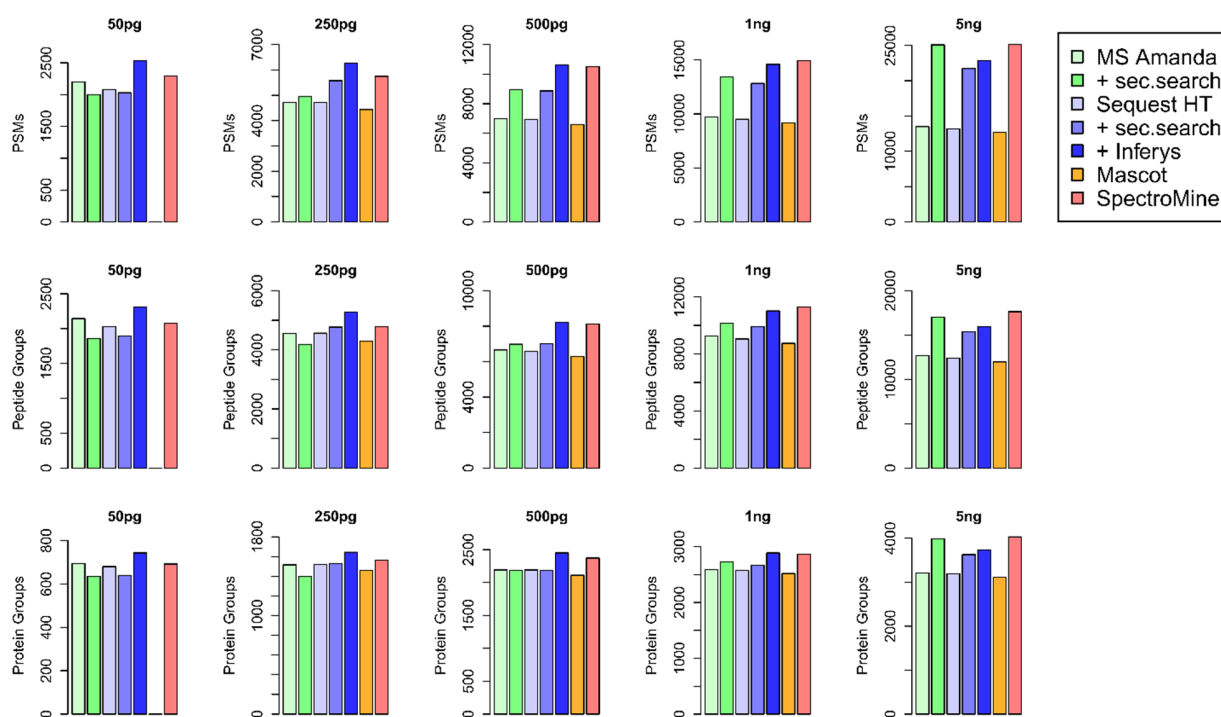 50pg
250pg
500pg
1ng
5ng
PSMs
0
500
1500
2500
PSMs
0
2000
4000
7000
PSMs
0
4000
8000
12000
PSMs
0
5000
10000
15000
PSMs
0
10000
25000
MS Amanda
+ sec.search
Sequest HT
+ sec.search
+ Inferys
Mascot
SpectroMine
50pg
250pg
500pg
1ng
5ng
Peptide Groups
0
500
1500
2500
Peptide Groups
0
2000
4000
6000
Peptide Groups
0
4000
10000
Peptide Groups
0
4000
8000
12000
Peptide Groups
0
10000
20000
50pg
250pg
500pg
1ng
5ng
Protein Groups
0
200
400
600
800
Protein Groups
0
400
1000
1800
Protein Groups
0
500
1500
2500
Protein Groups
0
1000
2000
3000
Protein Groups
0
2000
4000